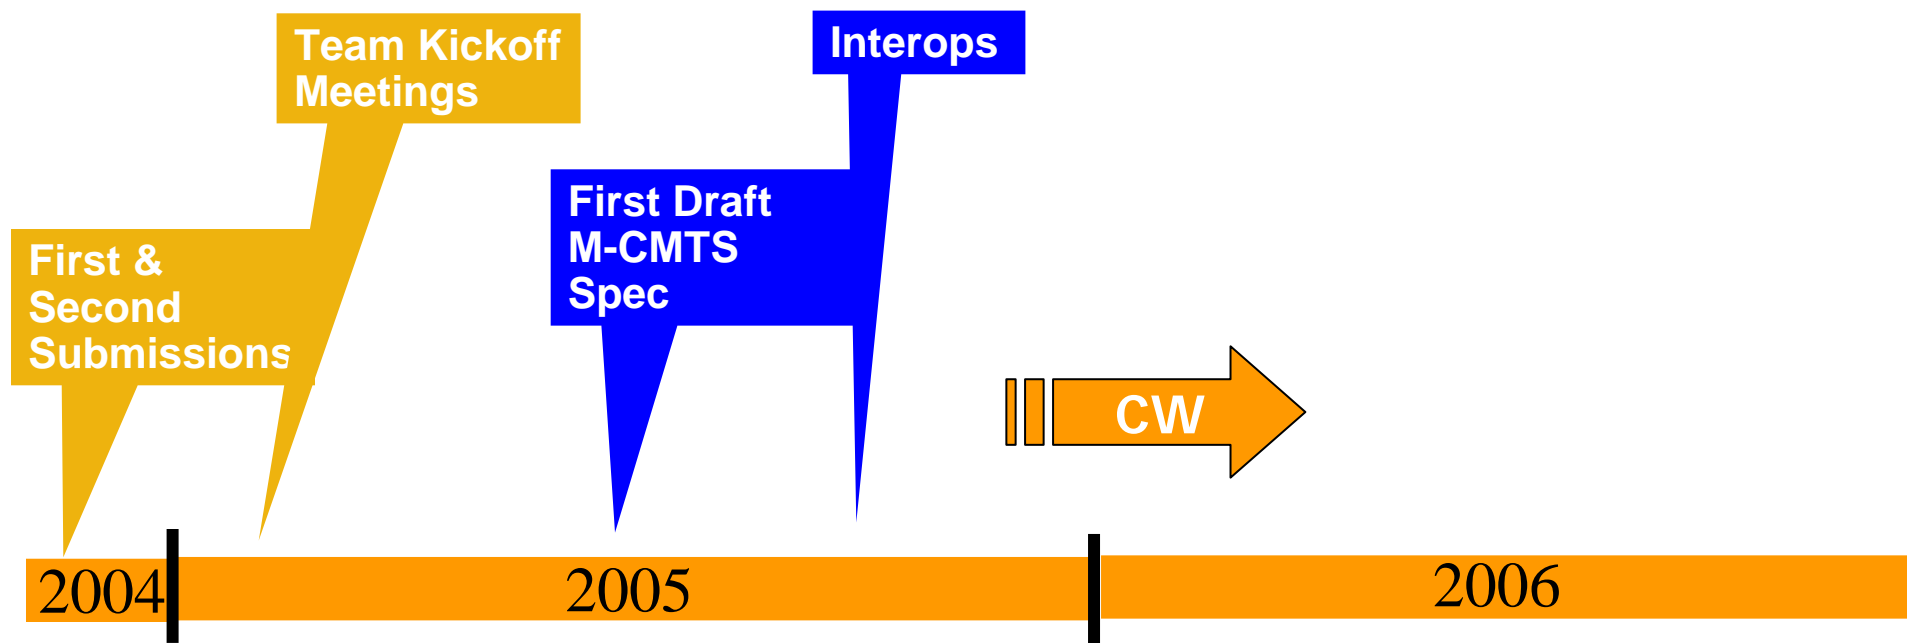 Team Kickoff
Meetings
Interops
First Draft
M-CMTS
Spec
First &
Second
Submissions
CW
2004
2005
2006